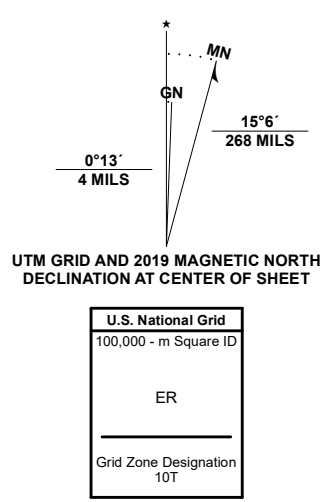 ★
MN
GN
15°6´
268 MILS
0°13´
4 MILS
UTM GRID AND 2019 MAGNETIC NORTH
DECLINATION AT CENTER OF SHEET
U.S. National Grid
100,000 - m Square ID
ER
Grid Zone Designation
10T